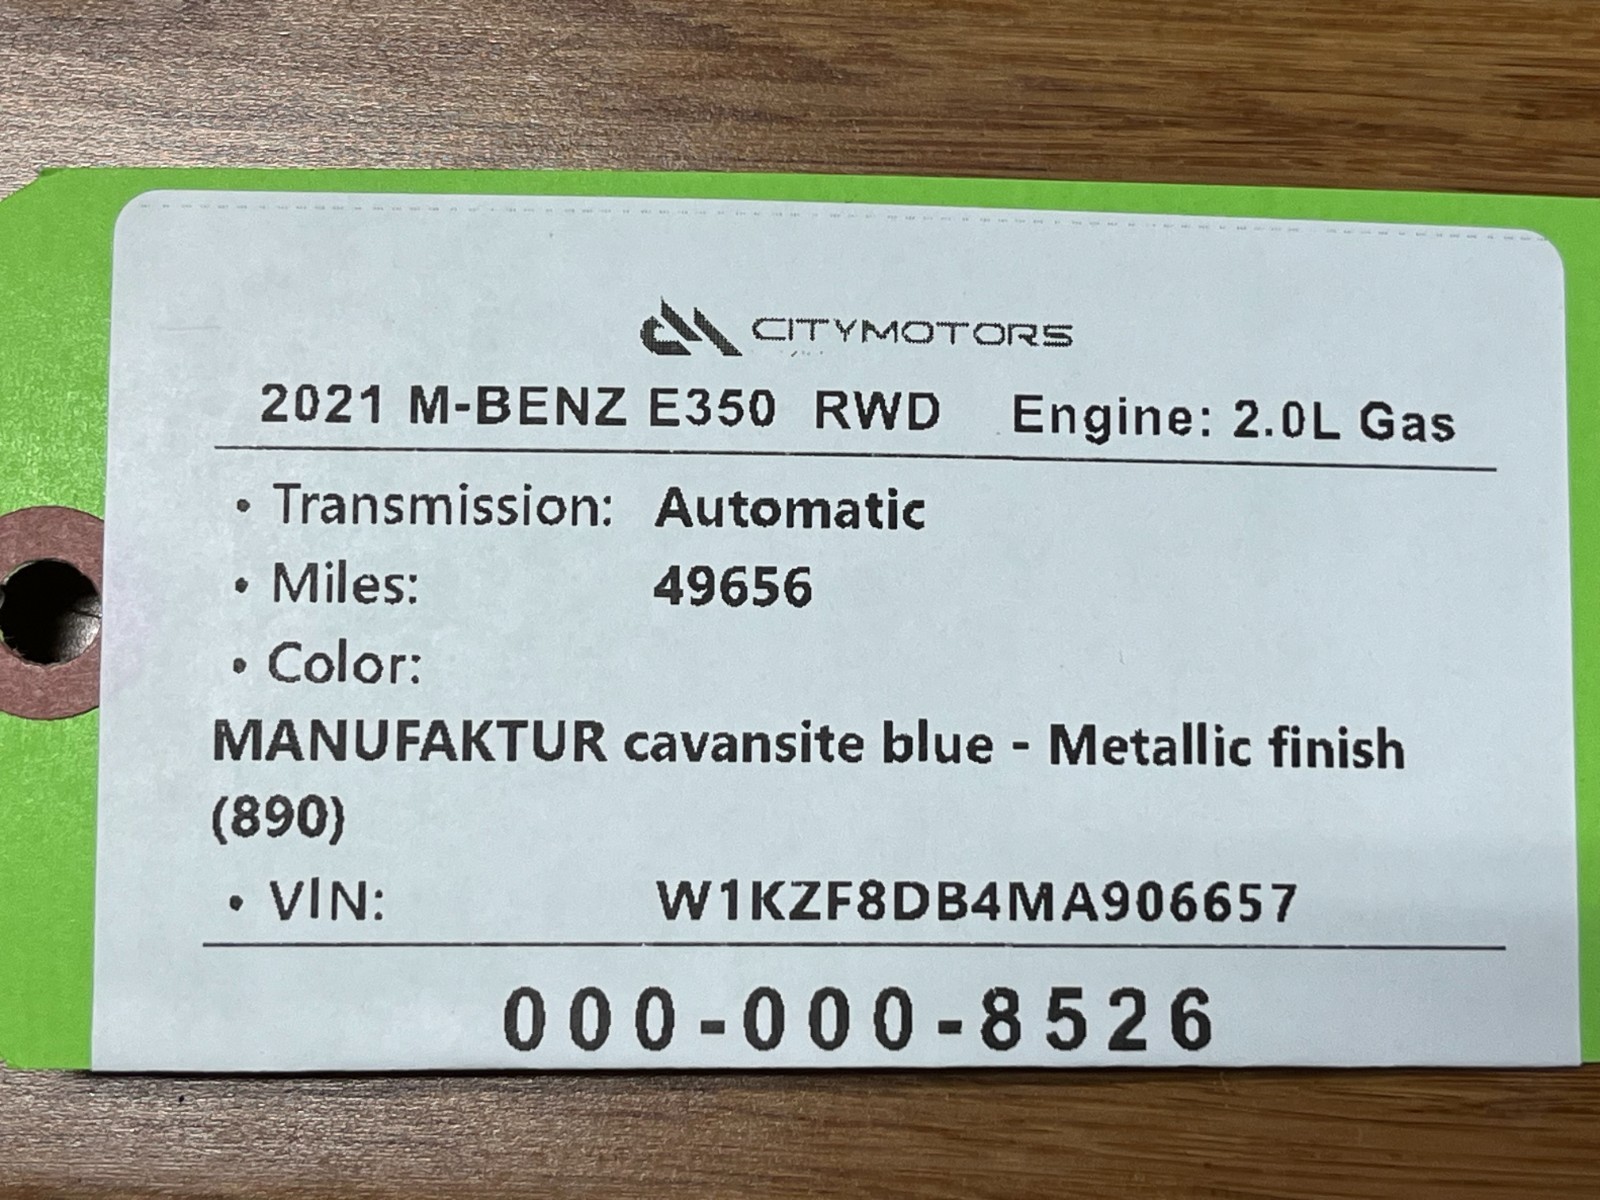 CITYMOTORS
2021 M-BENZ E350 RWD Engine: 2.0L Gas
• Transmission: Automatic
• Miles: 49656
• Color:
MANUFAKTUR cavansite blue - Metallic finish
(890)
• VIN: W1KZF8DB4MA906657
000-000-8526